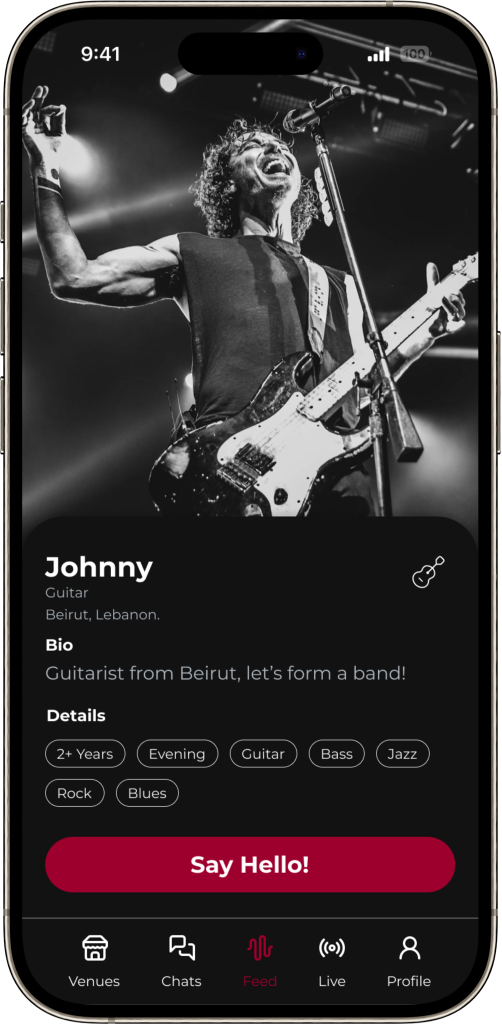 9:41
100
Johnny
Guitar
Beirut, Lebanon.
Bio
Guitarist from Beirut, let's form a band!
Details
2+ Years Evening Guitar Bass Jazz
Rock Blues
Say Hello!
Venues Chats Feed Live Profile